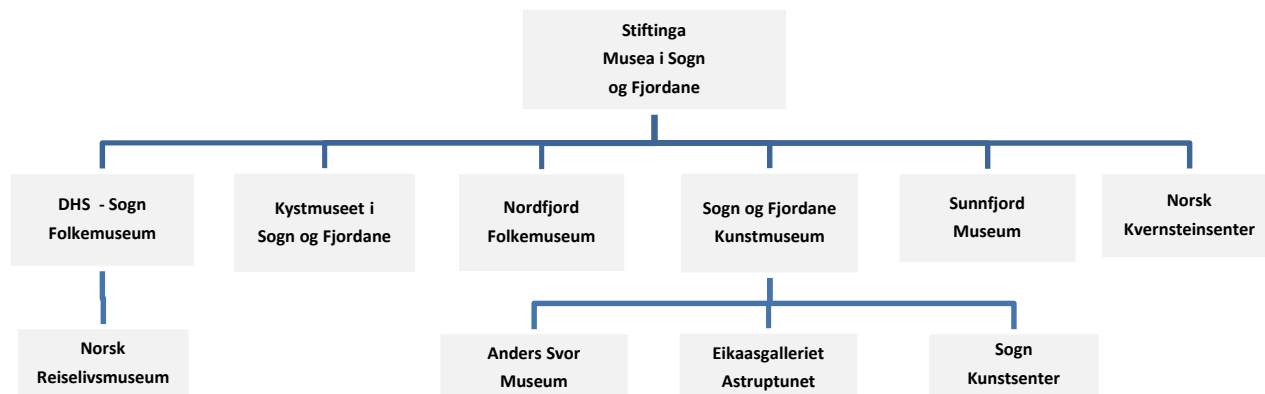 Stiftinga
Musea i Sogn
og Fjordane
DHS - Sogn
Folkemuseum
Kystmuseet i
Sogn og Fjordane
Nordfjord
Folkemuseum
Sogn og Fjordane
Kunstmuseum
Sunnfjord
Museum
Norsk
Kvernsteinsenter
Norsk
Reiselivsmuseum
Anders Svor
Museum
Eikaasgalleriet
Astruptunet
Sogn
Kunstsenter